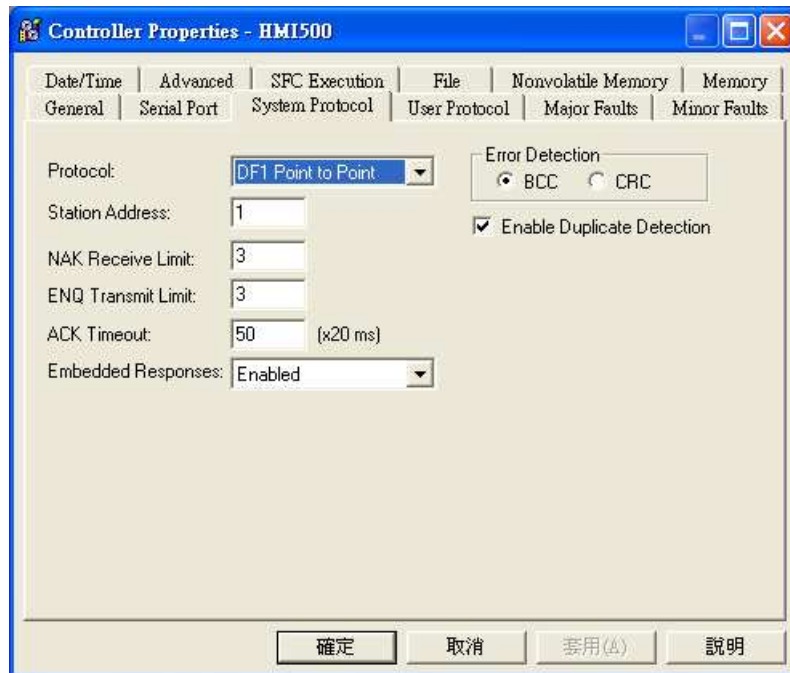 Controller Properties - HMI500
Date/Time Advanced SFC Execution File Nonvolatile Memory Memory
General Serial Port System Protocol User Protocol Major Faults Minor Faults
Protocol: DF1 Point to Point
Error Detection
BCC CRC
Station Address: 1
Enable Duplicate Detection
NAK Receive Limit: 3
ENQ Transmit Limit: 3
ACK Timeout: 50 (x20 ms)
Embedded Responses: Enabled
確定 取消 套用(A) 說明